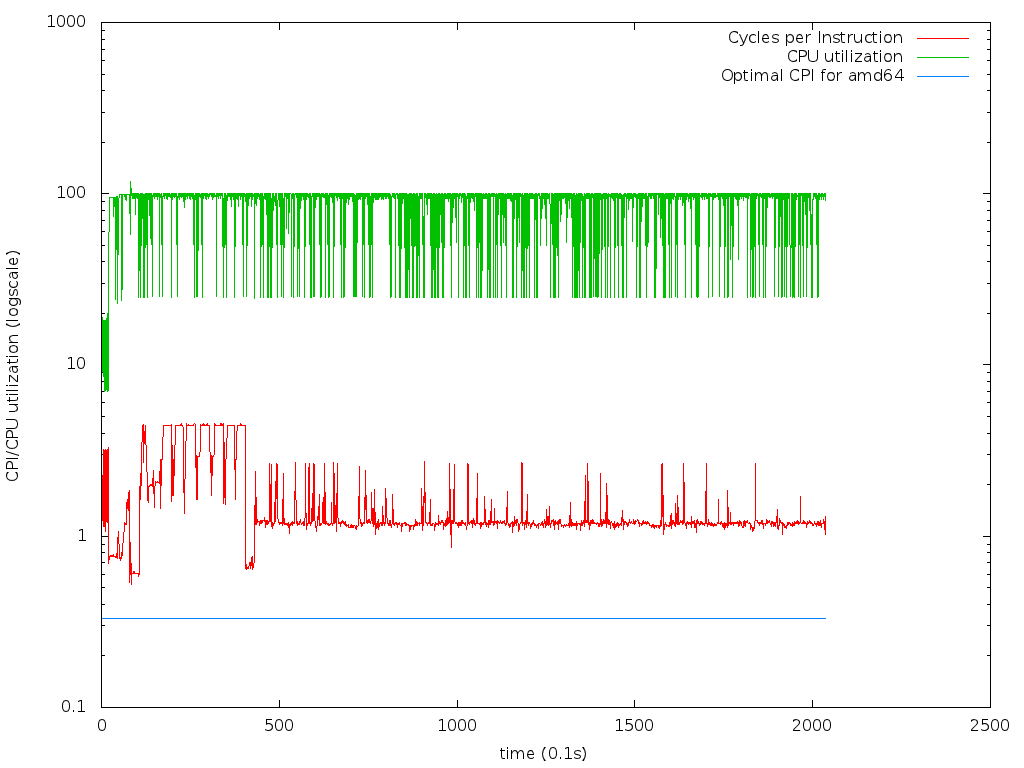 1000
100
10
1
0.1
CPI/CPU utilization (logscale)
Cycles per Instruction
CPU utilization
Optimal CPI for amd64
0
500
1000
1500
2000
2500
time (0.1s)